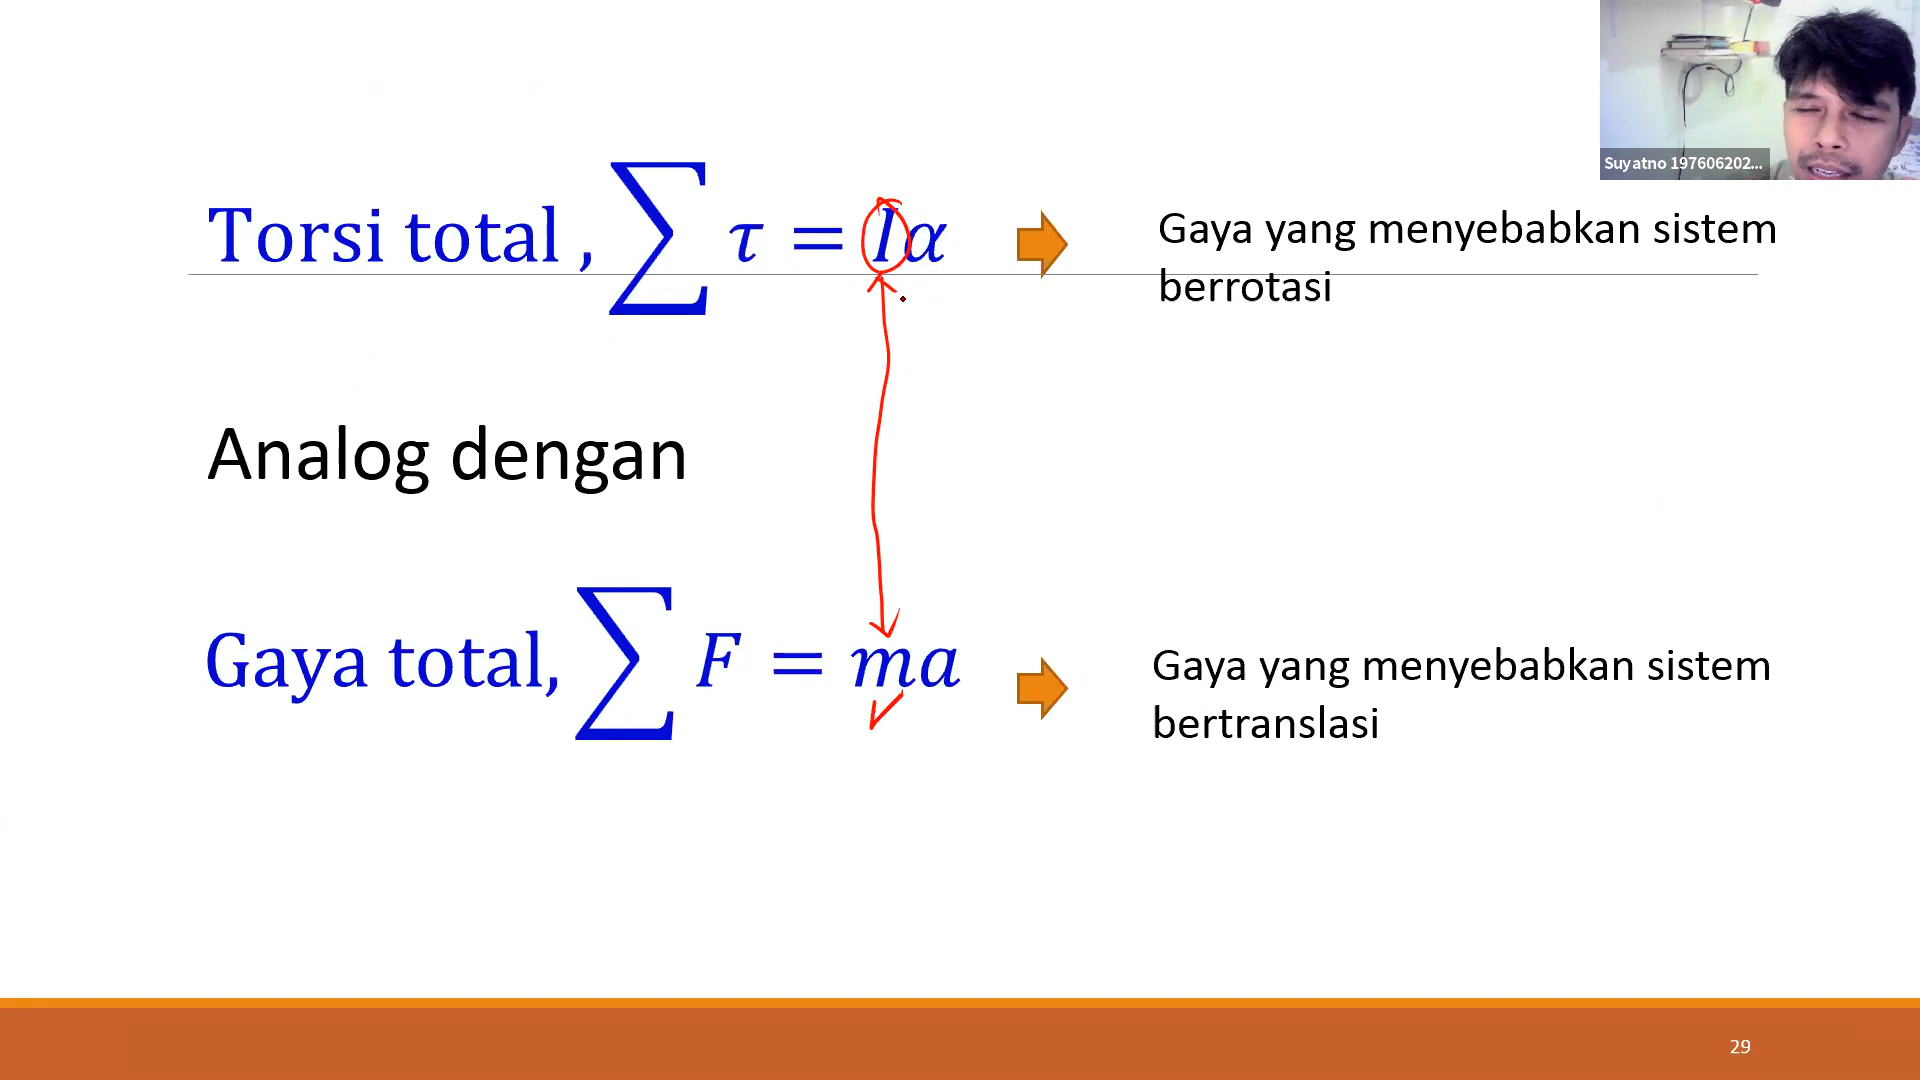 Suyatno 197606202...
Torsi total , ∑ τ = Iα
Gaya yang menyebabkan sistem
berrotasi
Analog dengan
Gaya total, ∑ F = ma
Gaya yang menyebabkan sistem
bertranslasi
29